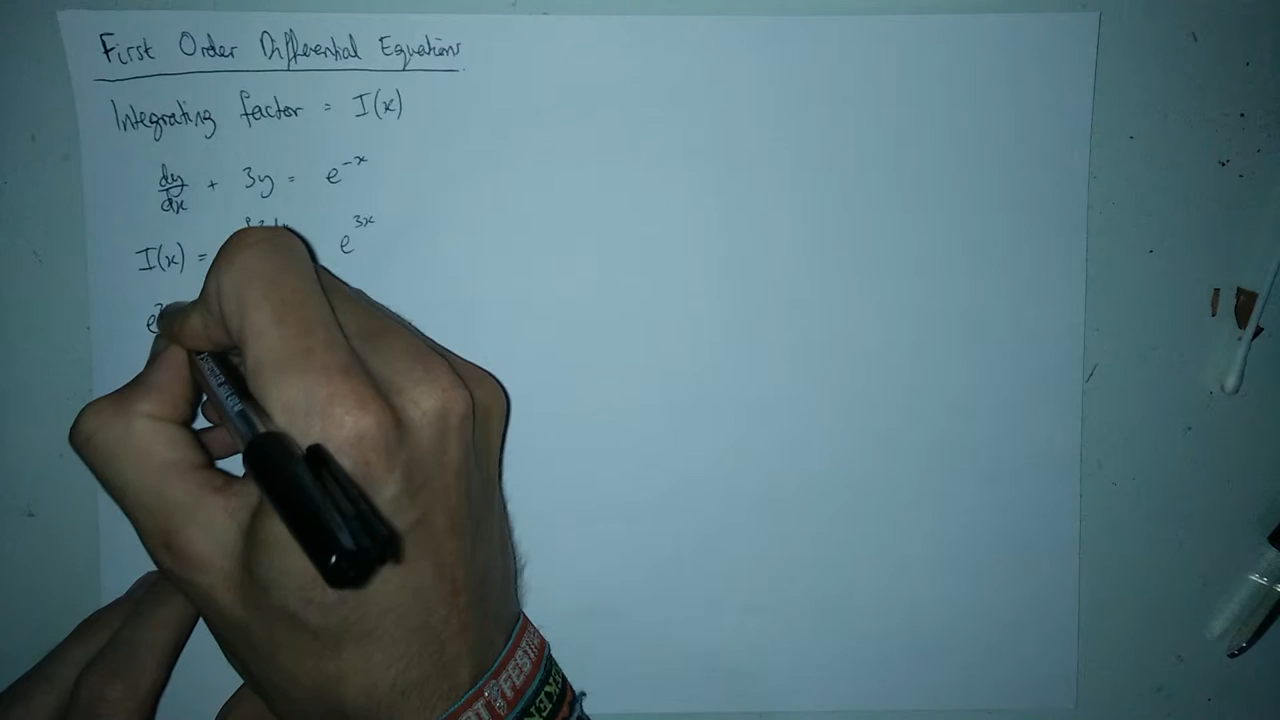 First Order Differential Equations
Integrating factor = I(x)
dy/dx + 3y = e^-x
I(x) = e^3x
e